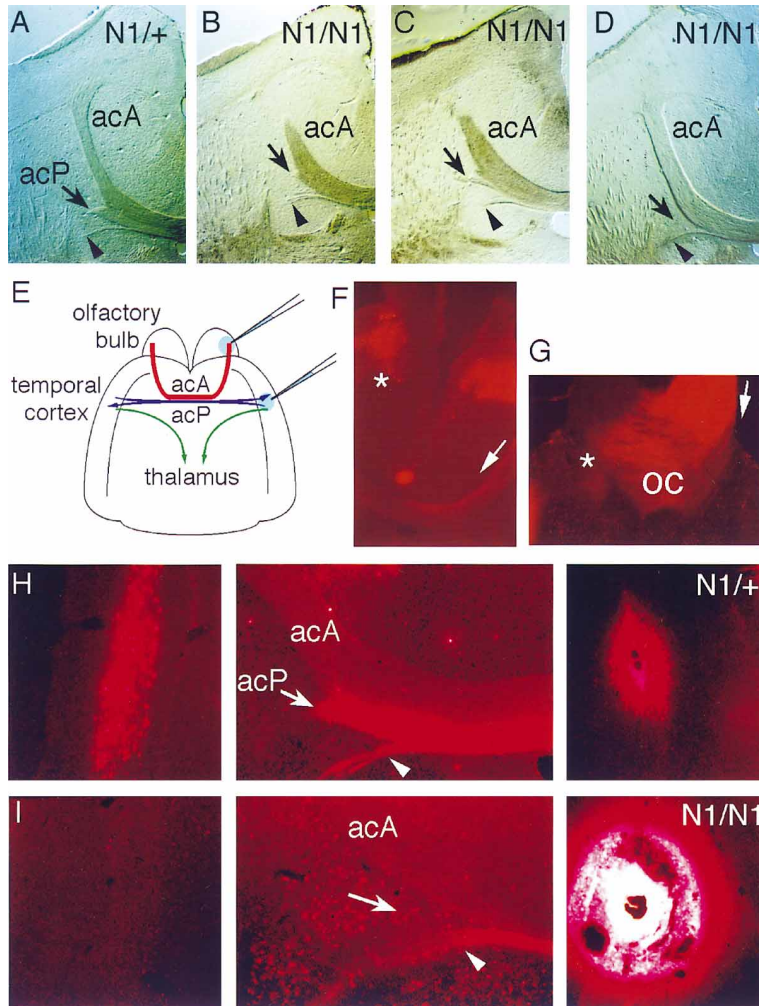 A
N1/+
acA
acP
B
N1/N1
acA
C
N1/N1
acA
D
N1/N1
acA
E
olfactory
bulb
acA
temporal
cortex
acP
thalamus
F
*
G
*
OC
H
acA
acP
N1/+
I
acA
N1/N1